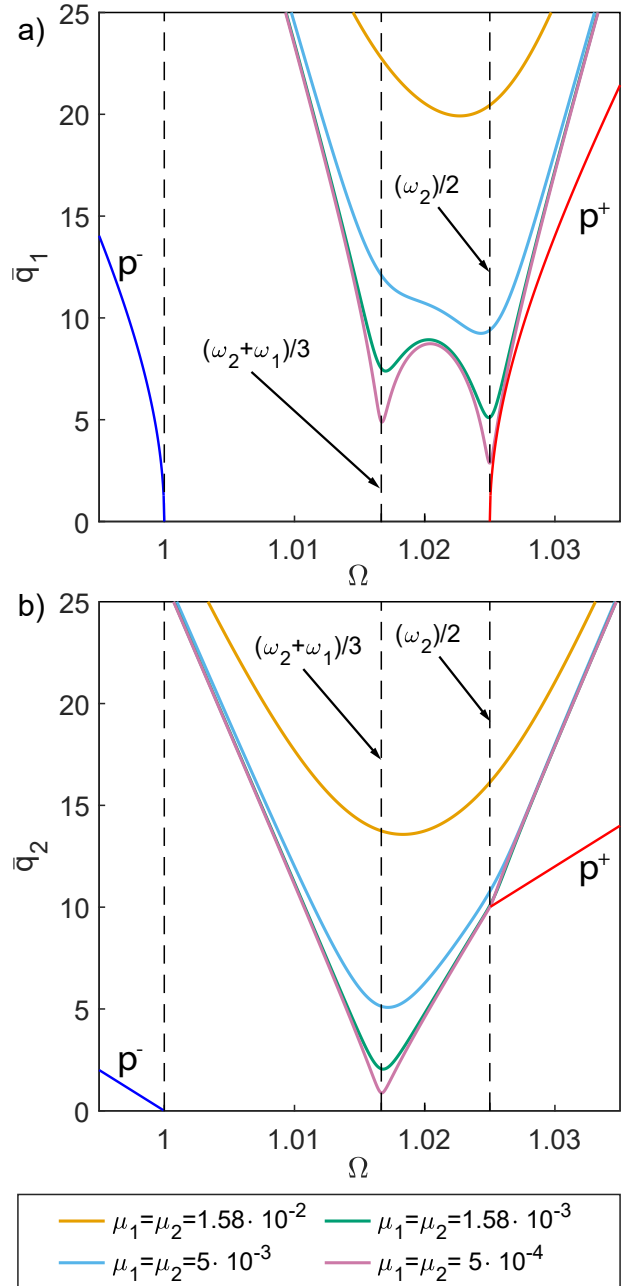 a)
25
20
15
10
5
0
q̄₁
p⁻
(ω₂)/2
p⁺
(ω₂+ω₁)/3
1
1.01
1.02
1.03
Ω
b)
25
20
15
10
5
0
q̄₂
(ω₂+ω₁)/3
(ω₂)/2
p⁺
p⁻
1
1.01
1.02
1.03
Ω
μ₁=μ₂=1.58· 10⁻²
μ₁=μ₂=1.58· 10⁻³
μ₁=μ₂=5· 10⁻³
μ₁=μ₂= 5· 10⁻⁴